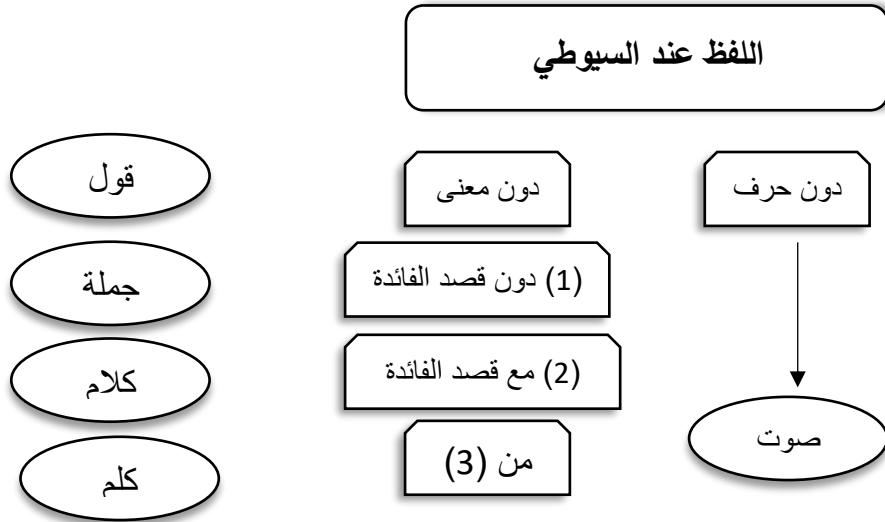 اللفظ عند السيوطي
دون حرف
دون معنى
قول
(1) دون قصد الفائدة
جملة
(2) مع قصد الفائدة
كلام
صوت
من (3)
كلم